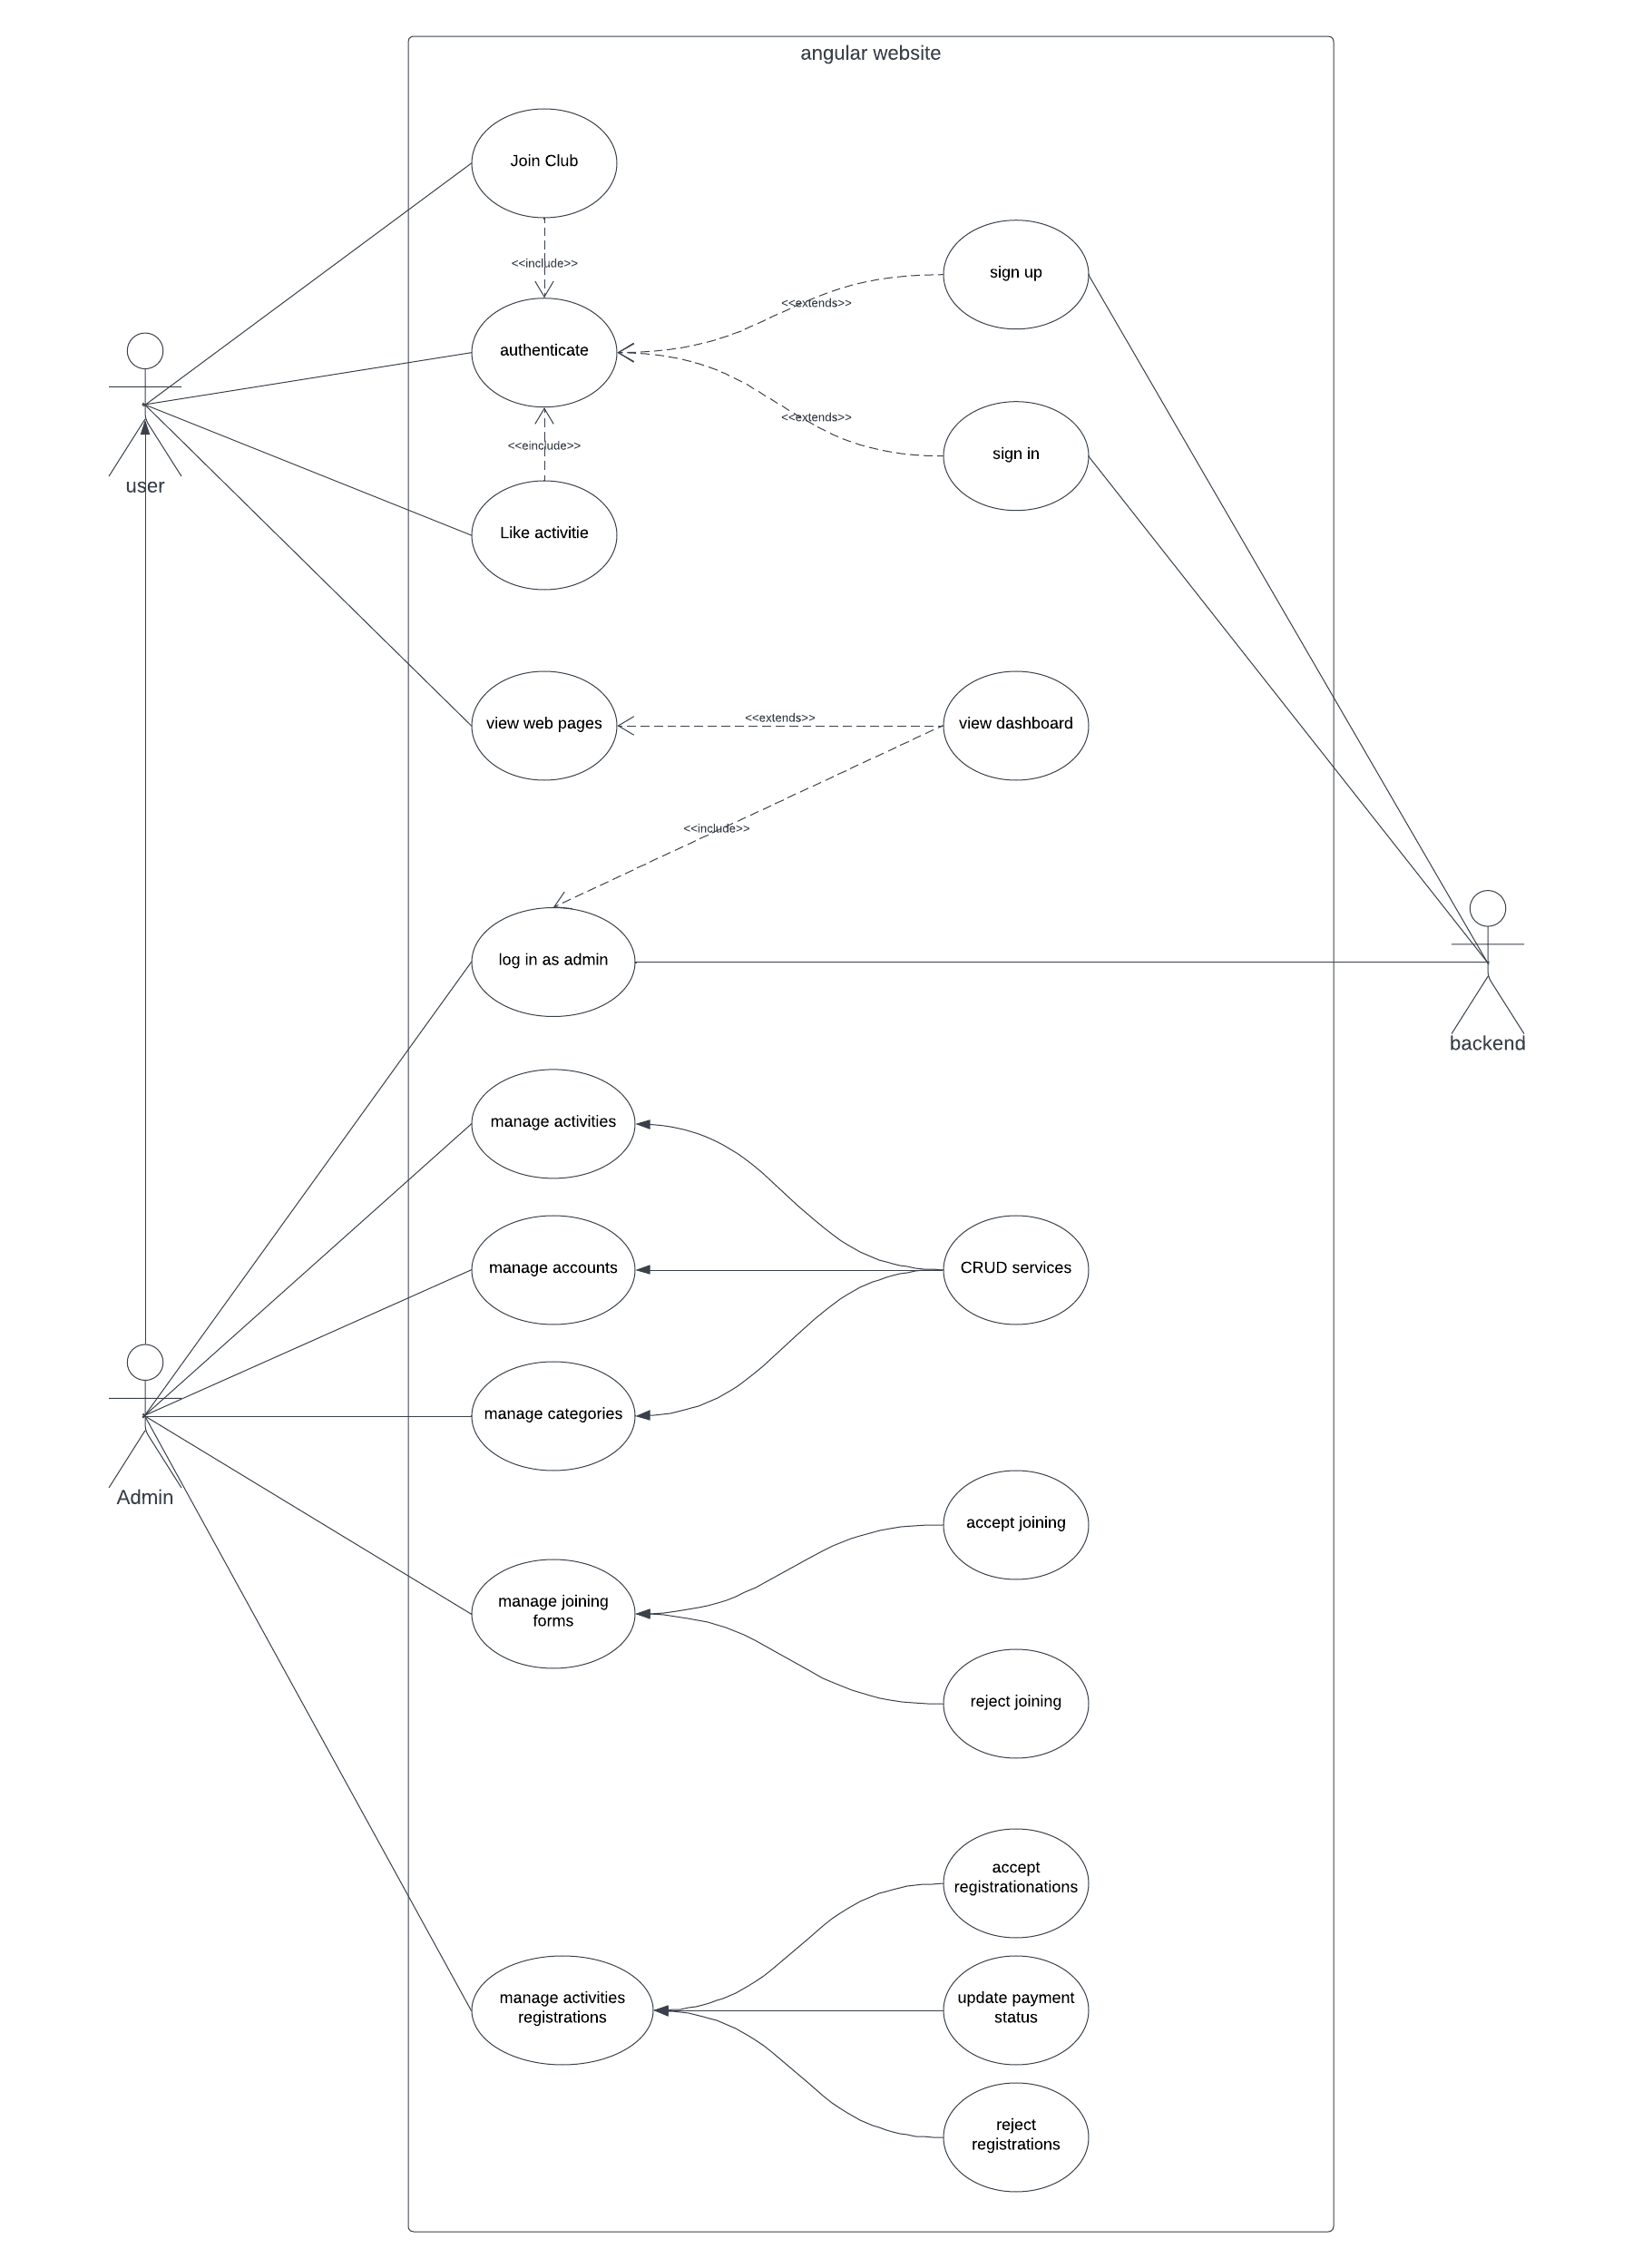 angular website
Join Club
<<include>>
sign up
<<extends>>
authenticate
<<extends>>
sign in
<<einclude>>
user
Like activitie
view web pages
<<extends>>
view dashboard
<<include>>
log in as admin
backend
manage activities
manage accounts
CRUD services
manage categories
Admin
accept joining
manage joining
forms
reject joining
accept
registrationations
manage activities
registrations
update payment
status
reject
registrations